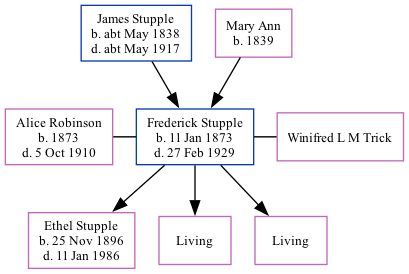 James Stupple
b. abt May 1838
d. abt May 1917
Mary Ann
b. 1839
Alice Robinson
b. 1873
d. 5 Oct 1910
Frederick Stupple
b. 11 Jan 1873
d. 27 Feb 1929
Winifred L M Trick
Ethel Stupple
b. 25 Nov 1896
d. 11 Jan 1986
Living
Living